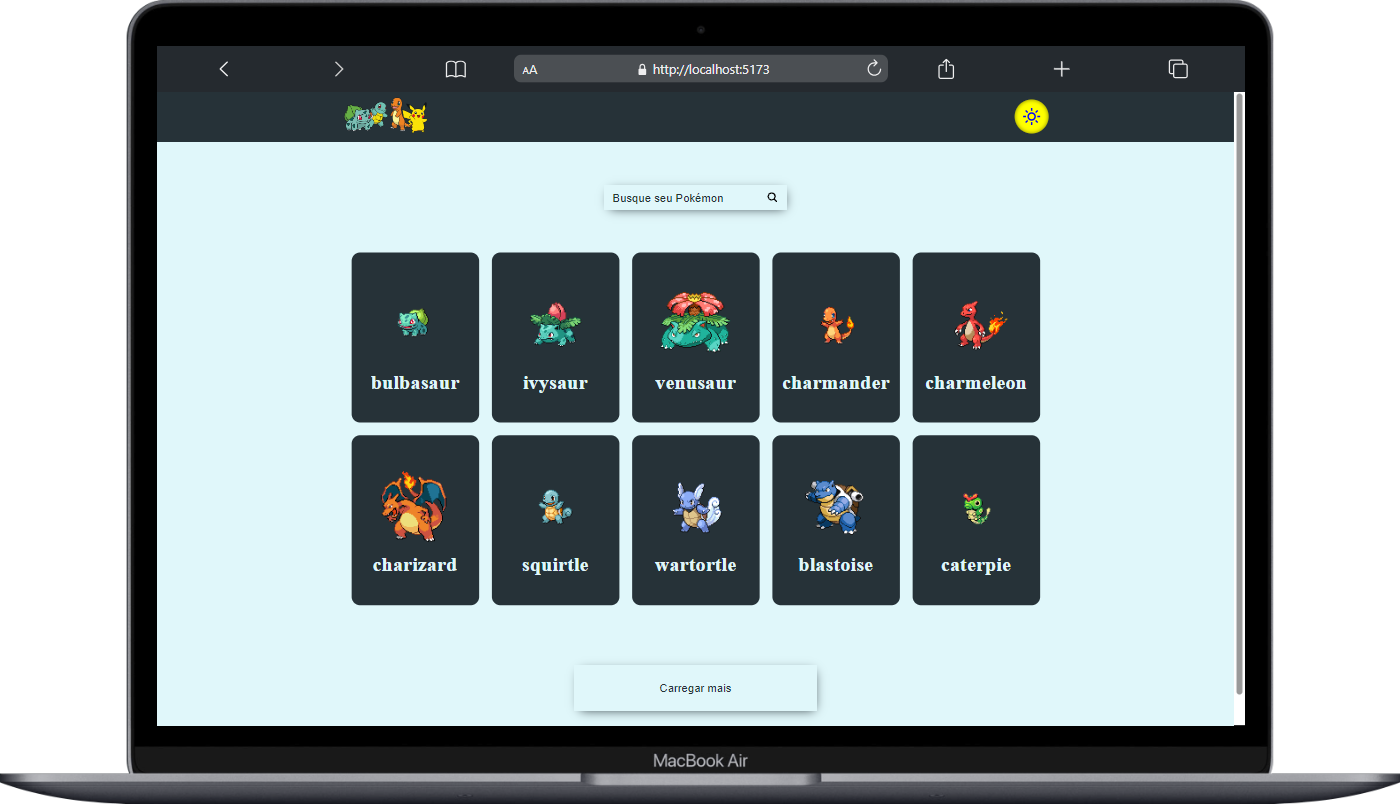 AA http://localhost:5173
Busque seu Pokémon
bulbasaur ivysaur venusaur charmander charmeleon
charizard squirtle wartortle blastoise caterpie
Carregar mais
MacBook Air